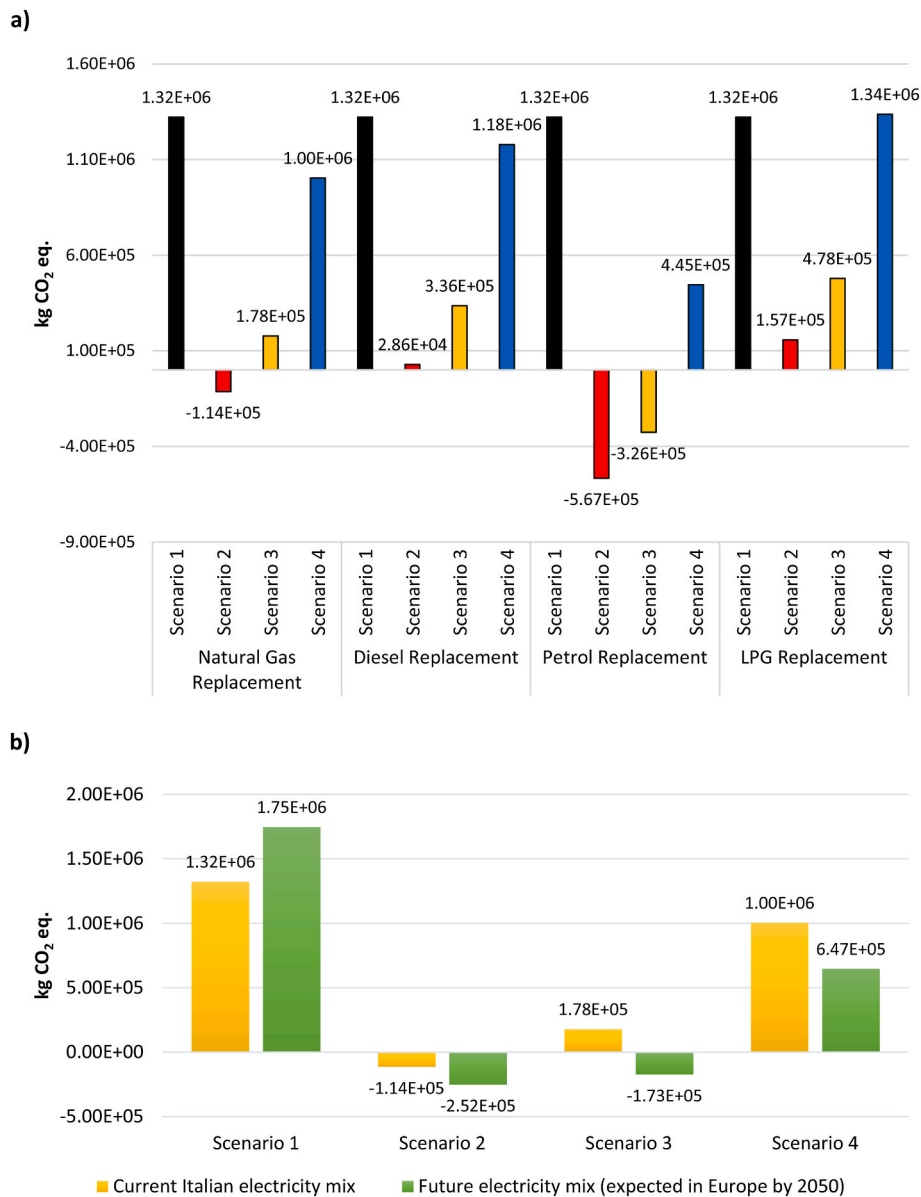 a)
1.60E+06
1.32E+06 1.32E+06 1.32E+06 1.32E+06 1.34E+06
1.18E+06
1.10E+06 1.00E+06
6.00E+05
kg CO₂ eq.
4.78E+05
4.45E+05
3.36E+05
1.78E+05 1.57E+05
1.00E+05 2.86E+04
-1.14E+05
-4.00E+05 -3.26E+05
-5.67E+05
-9.00E+05
Scenario 1 Scenario 2 Scenario 3 Scenario 4 Scenario 1 Scenario 2 Scenario 3 Scenario 4 Scenario 1 Scenario 2 Scenario 3 Scenario 4 Scenario 1 Scenario 2 Scenario 3 Scenario 4
Natural Gas Diesel Replacement Petrol Replacement LPG Replacement
Replacement
b)
2.00E+06
1.75E+06
1.50E+06
1.32E+06
kg CO₂ eq.
1.00E+06 1.00E+06
6.47E+05
5.00E+05
1.78E+05
0.00E+00
-1.14E+05 -1.73E+05
-2.52E+05
-5.00E+05
Scenario 1 Scenario 2 Scenario 3 Scenario 4
Current Italian electricity mix Future electricity mix (expected in Europe by 2050)